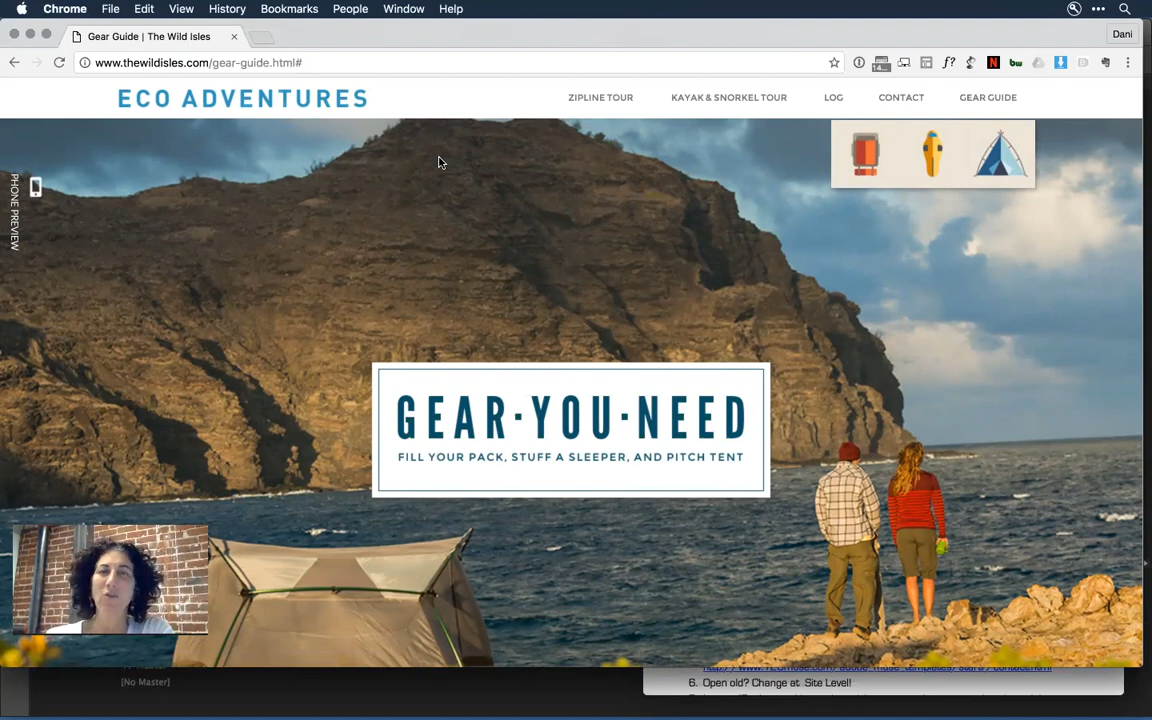 Chrome File Edit View History Bookmarks People Window Help
Gear Guide | The Wild Isles
Dani
www.thewildisles.com/gear-guide.html#
ECO ADVENTURES
ZIPLINE TOUR KAYAK & SNORKEL TOUR LOG CONTACT GEAR GUIDE
PHONE PREVIEW
GEAR·YOU·NEED
FILL YOUR PACK, STUFF A SLEEPER, AND PITCH TENT
[No Master]
6. Open old? Change at Site Level!